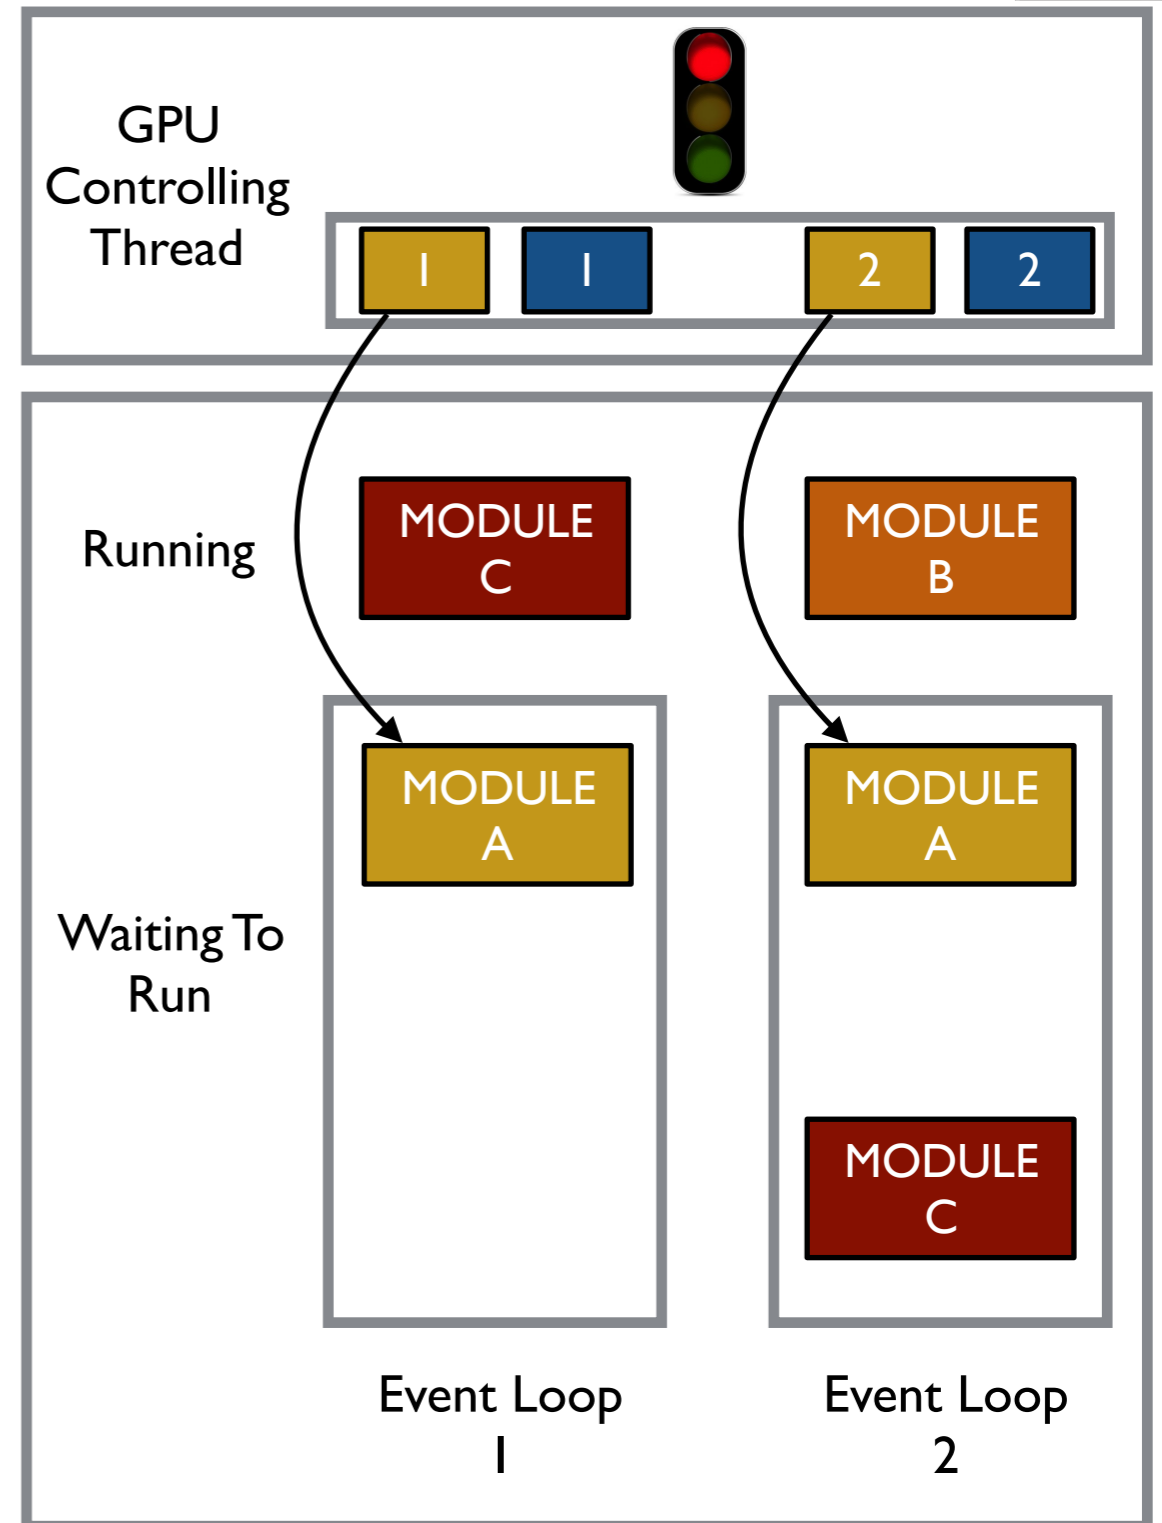 GPU
Controlling
Thread
1 1 2 2
Running
MODULE
C
MODULE
B
Waiting To
Run
MODULE
A
MODULE
A
MODULE
C
Event Loop
1
Event Loop
2